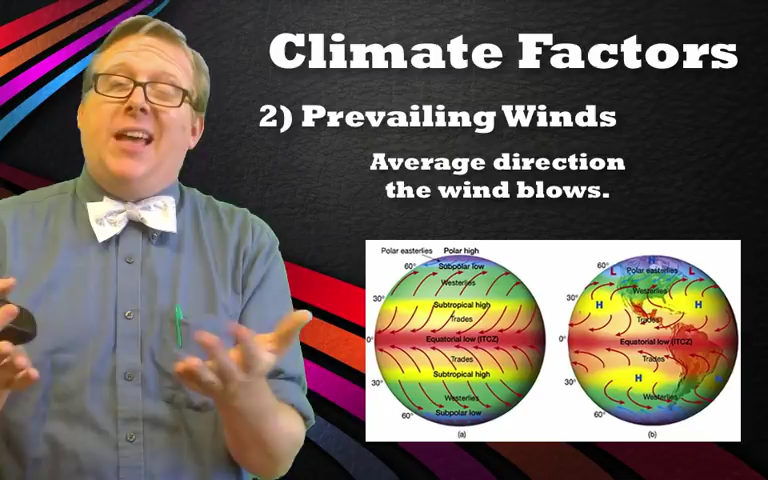 Climate Factors
2) Prevailing Winds
Average direction
the wind blows.
Polar easterlies Polar high
60° Subpolar low
Westerlies
30°
Subtropical high
Trades
0° Equatorial low (ITCZ)
Trades
Subtropical high
30°
Westerlies
60° Subpolar low
(a)
H
60° L Polar easterlies L
Westerlies
30° H H
Trades
0° Equatorial low (ITCZ)
Trades
30° H
Westerlies
60°
(b)